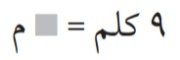 ٩ كلم = ■ م